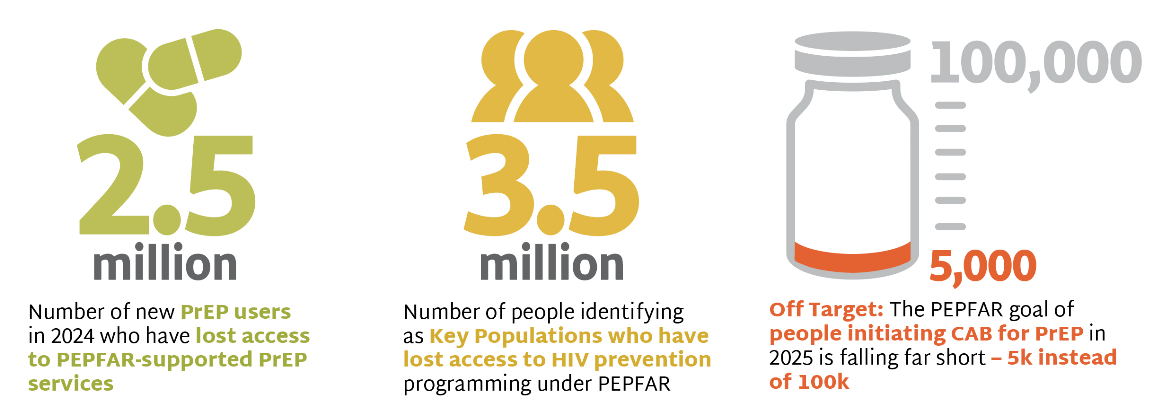 2.5
million
Number of new PrEP users
in 2024 who have lost access
to PEPFAR-supported PrEP
services
3.5
million
Number of people identifying
as Key Populations who have
lost access to HIV prevention
programming under PEPFAR
100,000
5,000
Off Target: The PEPFAR goal of
people initiating CAB for PrEP in
2025 is falling far short – 5k instead
of 100k